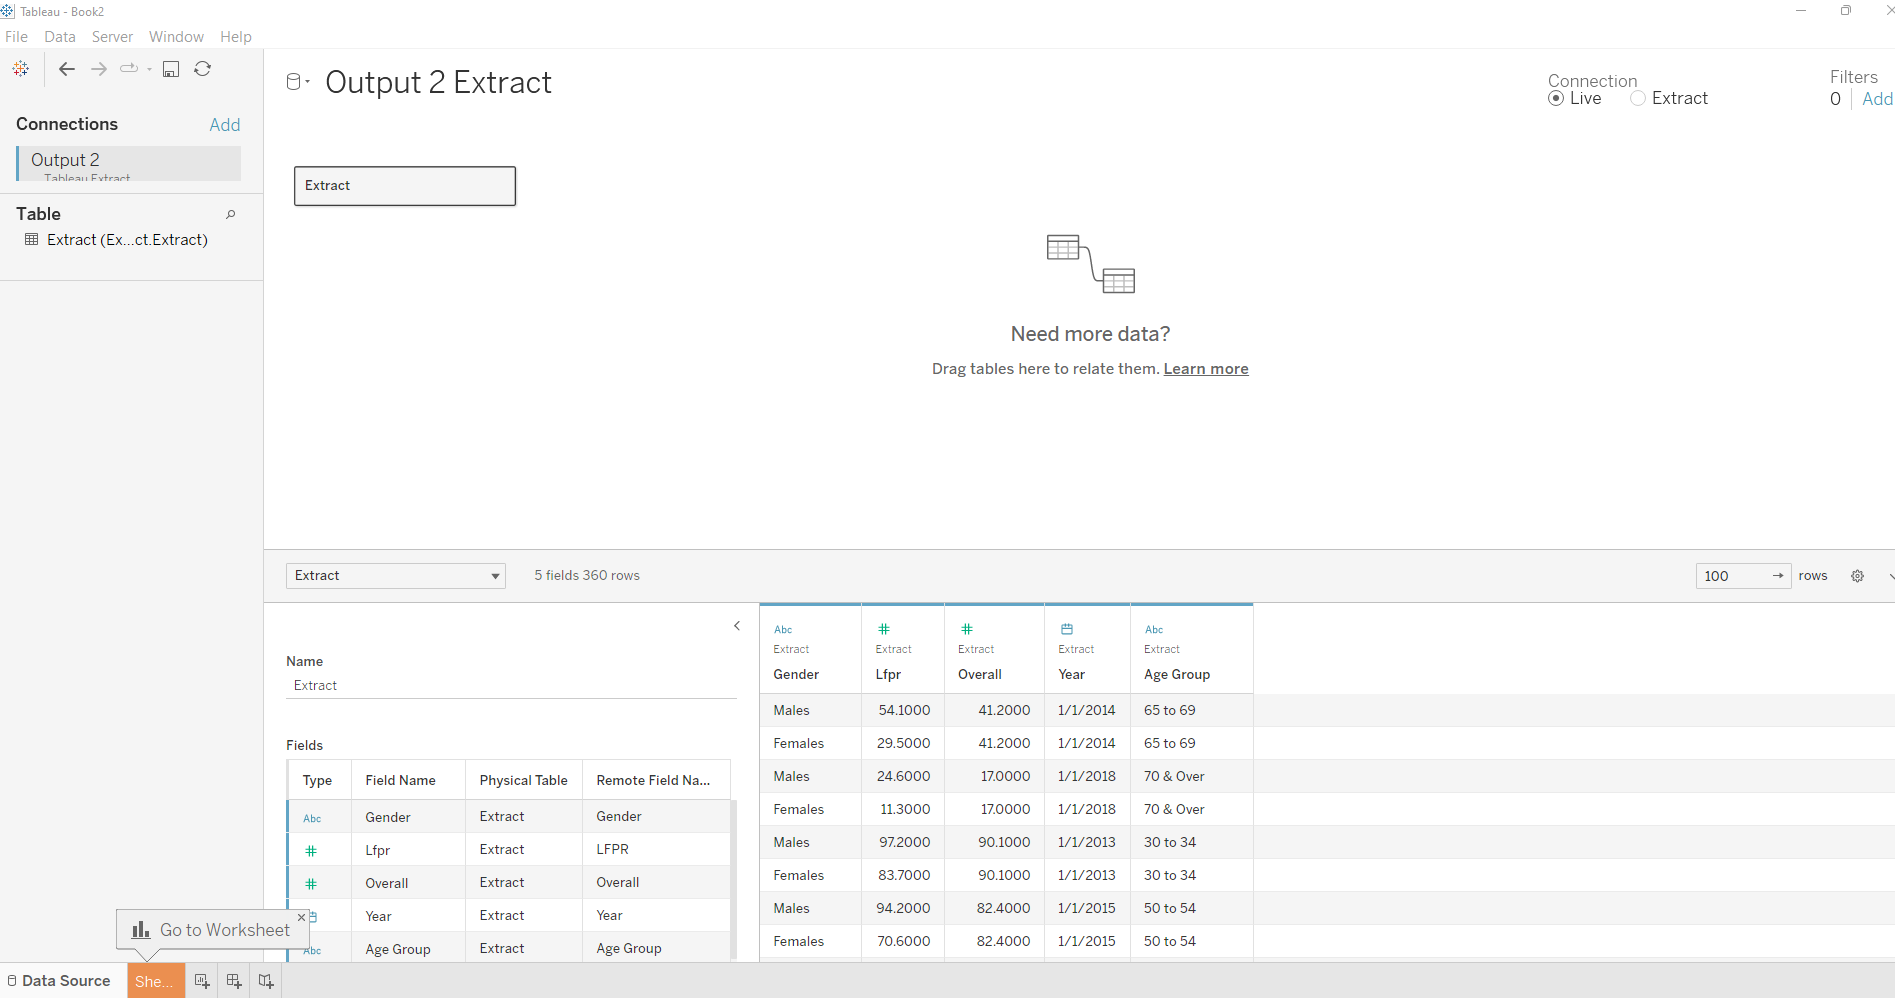 Tableau - Book2
File Data Server Window Help
Connections Add
Output 2
Tableau Extract
Table
Extract (Ex...ct.Extract)
Output 2 Extract
Connection
Live Extract
Filters
0 Add
Extract
Need more data?
Drag tables here to relate them. Learn more
Extract 5 fields 360 rows 100 rows
Name
Extract
Fields
Type Field Name Physical Table Remote Field Na...
Abc Gender Extract Gender
# Lfpr Extract LFPR
# Overall Extract Overall
Year Extract Year
Abc Age Group Extract Age Group
Abc # # Abc
Extract Extract Extract Extract Extract
Gender Lfpr Overall Year Age Group
Males 54.1000 41.2000 1/1/2014 65 to 69
Females 29.5000 41.2000 1/1/2014 65 to 69
Males 24.6000 17.0000 1/1/2018 70 & Over
Females 11.3000 17.0000 1/1/2018 70 & Over
Males 97.2000 90.1000 1/1/2013 30 to 34
Females 83.7000 90.1000 1/1/2013 30 to 34
Males 94.2000 82.4000 1/1/2015 50 to 54
Females 70.6000 82.4000 1/1/2015 50 to 54
Go to Worksheet
Data Source She...